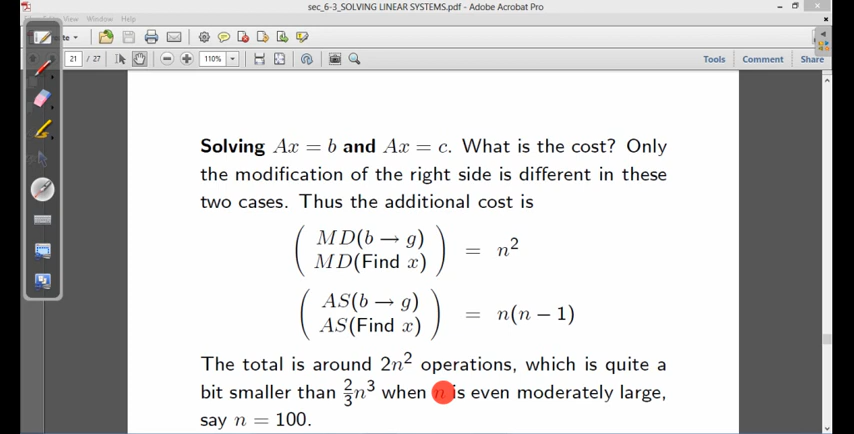 sec_6-3_SOLVING LINEAR SYSTEMS.pdf - Adobe Acrobat Pro
View Window Help
21 / 27 110% Tools Comment Share
Solving Ax = b and Ax = c. What is the cost? Only
the modification of the right side is different in these
two cases. Thus the additional cost is
( MD(b → g)
MD(Find x) ) = n²
( AS(b → g)
AS(Find x) ) = n(n − 1)
The total is around 2n² operations, which is quite a
bit smaller than 2/3 n³ when n is even moderately large,
say n = 100.